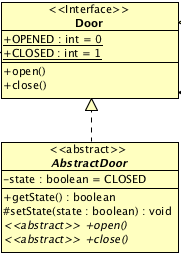 <<Interface>>
Door
+OPENED : int = 0
+CLOSED : int = 1
+open()
+close()
<<abstract>>
AbstractDoor
-state : boolean = CLOSED
+getState() : boolean
#setState(state : boolean) : void
<<abstract>> +open()
<<abstract>> +close()